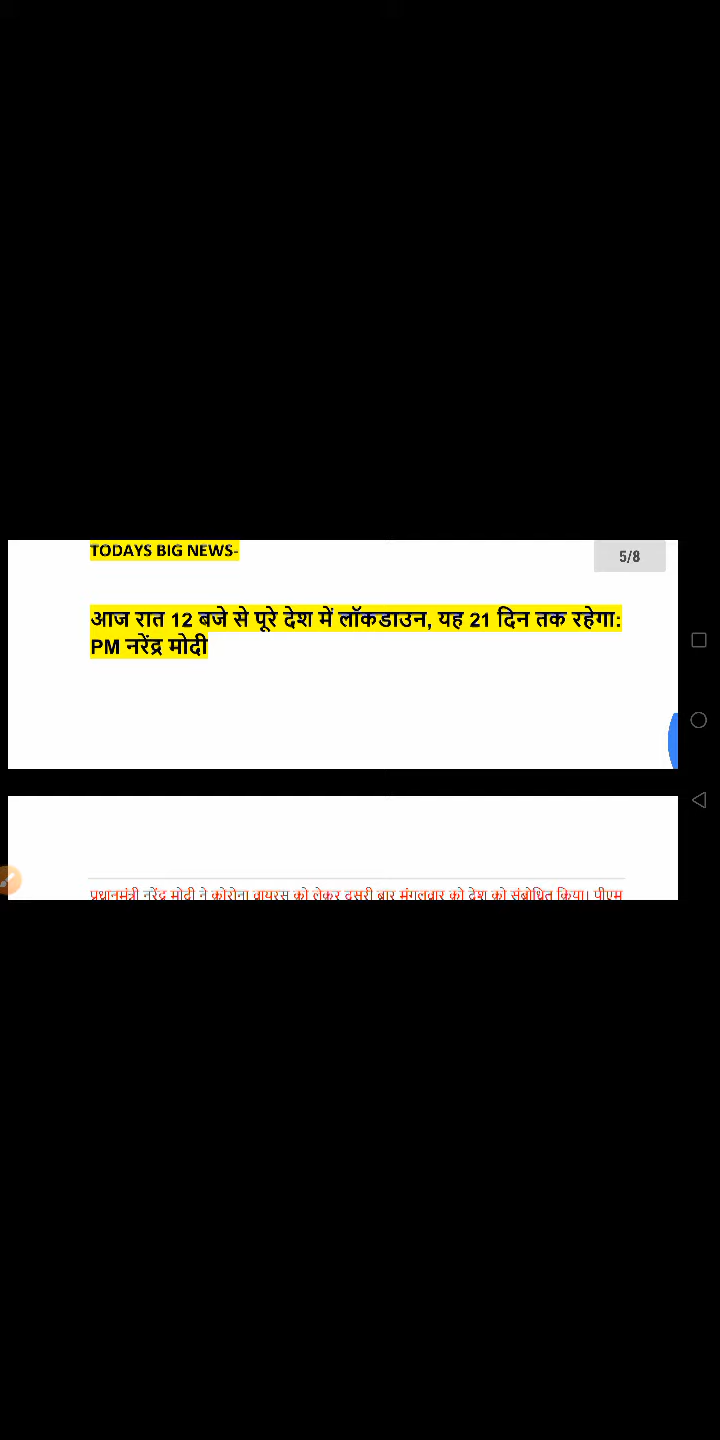 TODAYS BIG NEWS-
5/8
आज रात 12 बजे से पूरे देश में लॉकडाउन, यह 21 दिन तक रहेगा:
PM नरेंद्र मोदी
प्रधानमंत्री नरेंद्र मोदी ने कोरोना वायरस को लेकर दूसरी बार मंगलवार को देश को संबोधित किया। पीएम